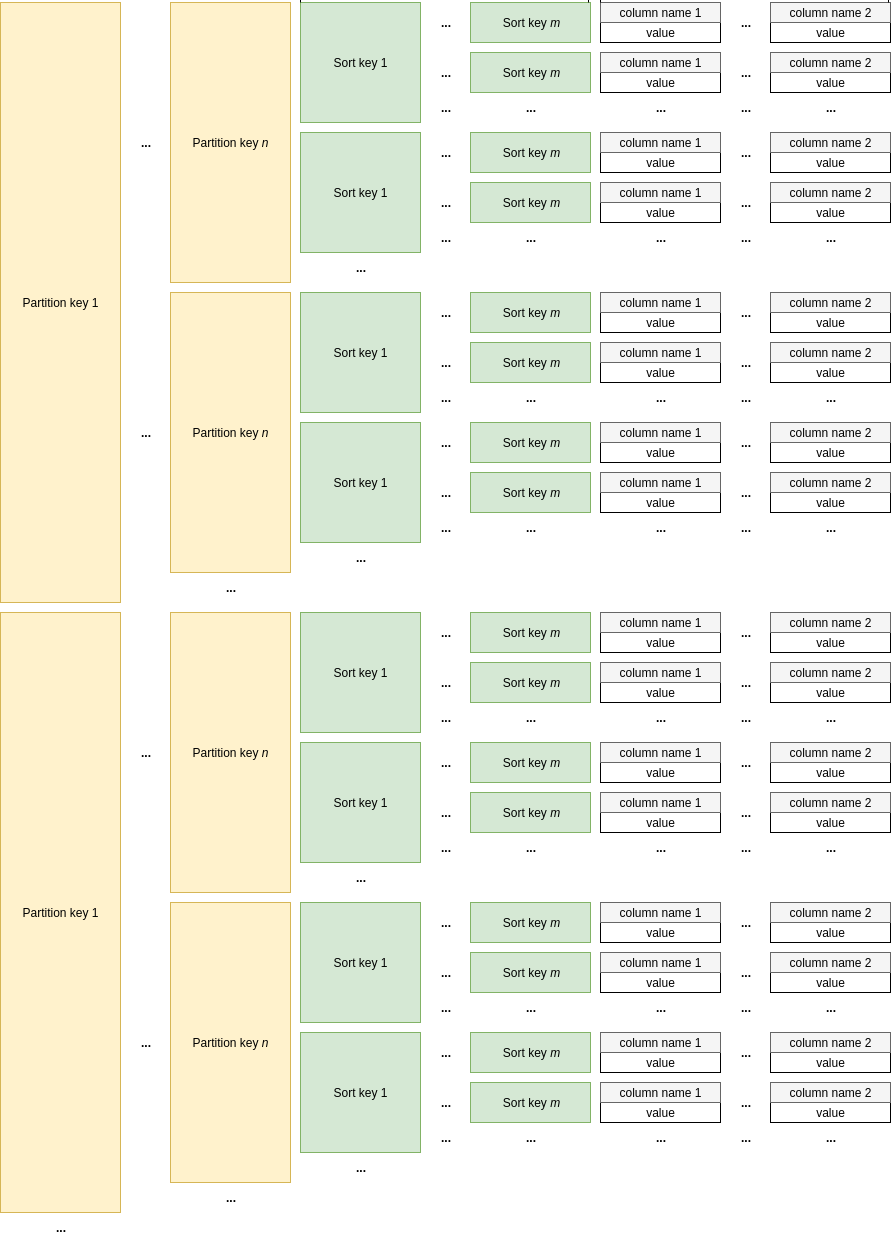 column name 1 column name 2
... Sort key m ...
value value
Sort key 1
column name 1 column name 2
... Sort key m ...
value value
... ... ... ... ...
... Partition key n
column name 1 column name 2
... Sort key m ...
value value
Sort key 1
column name 1 column name 2
... Sort key m ...
value value
... ... ... ... ...
...
Partition key 1
column name 1 column name 2
... Sort key m ...
value value
Sort key 1
column name 1 column name 2
... Sort key m ...
value value
... ... ... ... ...
... Partition key n
column name 1 column name 2
... Sort key m ...
value value
Sort key 1
column name 1 column name 2
... Sort key m ...
value value
... ... ... ... ...
...
...
column name 1 column name 2
... Sort key m ...
value value
Sort key 1
column name 1 column name 2
... Sort key m ...
value value
... ... ... ... ...
... Partition key n
column name 1 column name 2
... Sort key m ...
value value
Sort key 1
column name 1 column name 2
... Sort key m ...
value value
... ... ... ... ...
...
Partition key 1
column name 1 column name 2
... Sort key m ...
value value
Sort key 1
column name 1 column name 2
... Sort key m ...
value value
... ... ... ... ...
... Partition key n
column name 1 column name 2
... Sort key m ...
value value
Sort key 1
column name 1 column name 2
... Sort key m ...
value value
... ... ... ... ...
...
...
...